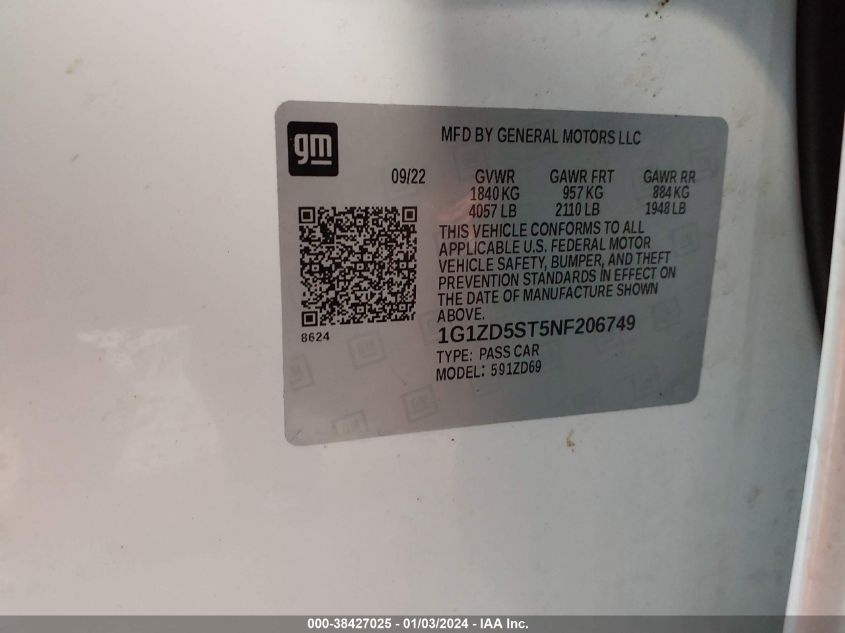 gm
MFD BY GENERAL MOTORS LLC
09/22 GVWR GAWR FRT GAWR RR
1840 KG 957 KG 884 KG
4057 LB 2110 LB 1948 LB
THIS VEHICLE CONFORMS TO ALL
APPLICABLE U.S. FEDERAL MOTOR
VEHICLE SAFETY, BUMPER, AND THEFT
PREVENTION STANDARDS IN EFFECT ON
THE DATE OF MANUFACTURE SHOWN
ABOVE.
8624
1G1ZD5ST5NF206749
TYPE: PASS CAR
MODEL: 591ZD69
GM
GM
000-38427025 - 01/03/2024 - IAA Inc.